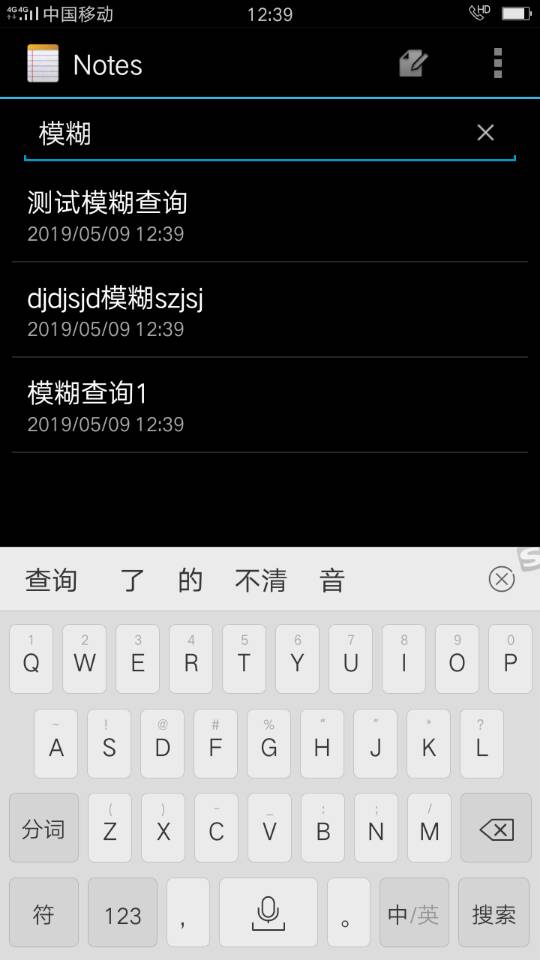 4G 4G 中国移动 12:39 HD
Notes
模糊
测试模糊查询
2019/05/09 12:39
djdjsjd模糊szjsj
2019/05/09 12:39
模糊查询1
2019/05/09 12:39
查询 了 的 不清 音
1 2 3 4 5 6 7 8 9 0
Q W E R T Y U I O P
~ ! @ # % " " * ?
A S D F G H J K L
( ) - _ : ; /
分词 Z X C V B N M
符 123 , 。 中/英 搜索